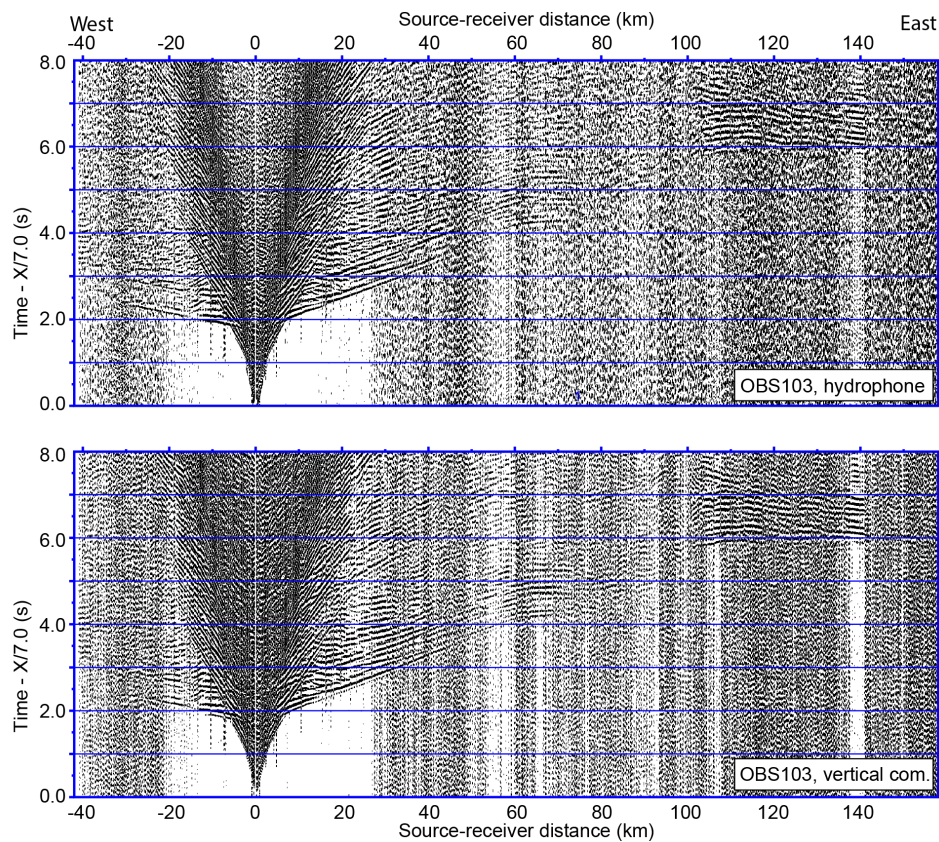 Source-receiver distance (km)
West East
-40 -20 0 20 40 60 80 100 120 140
8.0
6.0
4.0
2.0
0.0
Time - X/7.0 (s)
OBS103, hydrophone
8.0
6.0
4.0
2.0
0.0
Time - X/7.0 (s)
OBS103, vertical com.
-40 -20 0 20 40 60 80 100 120 140
Source-receiver distance (km)